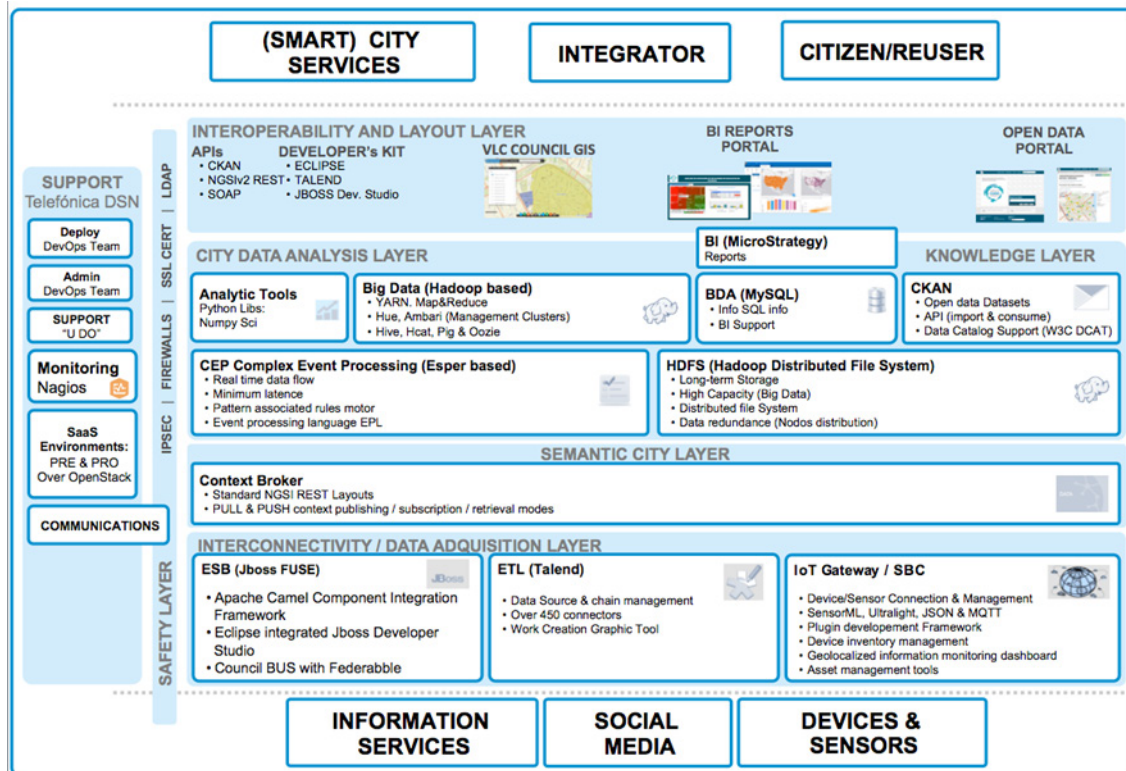 (SMART) CITY
SERVICES
INTEGRATOR
CITIZEN/REUSER
INTEROPERABILITY AND LAYOUT LAYER
APIs
• CKAN
• NGSIv2 REST
• SOAP
DEVELOPER's KIT
• ECLIPSE
• TALEND
• JBOSS Dev. Studio
VLC COUNCIL GIS
BI REPORTS
PORTAL
OPEN DATA
PORTAL
SUPPORT
Telefónica DSN
Deploy
DevOps Team
Admin
DevOps Team
SUPPORT
“U DO”
Monitoring
Nagios
SaaS
Environments:
PRE & PRO
Over OpenStack
COMMUNICATIONS
SAFETY LAYER
IPSEC | FIREWALLS | SSL CERT | LDAP
CITY DATA ANALYSIS LAYER
BI (MicroStrategy)
Reports
KNOWLEDGE LAYER
Analytic Tools
Python Libs:
Numpy Sci
Big Data (Hadoop based)
• YARN. Map&Reduce
• Hue, Ambari (Management Clusters)
• Hive, Hcat, Pig & Oozie
BDA (MySQL)
• Info SQL info
• BI Support
CKAN
• Open data Datasets
• API (import & consume)
• Data Catalog Support (W3C DCAT)
CEP Complex Event Processing (Esper based)
• Real time data flow
• Minimum latence
• Pattern associated rules motor
• Event processing language EPL
HDFS (Hadoop Distributed File System)
• Long-term Storage
• High Capacity (Big Data)
• Distributed file System
• Data redundance (Nodos distribution)
SEMANTIC CITY LAYER
Context Broker
• Standard NGSI REST Layouts
• PULL & PUSH context publishing / subscription / retrieval modes
DATA
INTERCONNECTIVITY / DATA ADQUISITION LAYER
ESB (Jboss FUSE)
JBoss
• Apache Camel Component Integration
Framework
• Eclipse integrated Jboss Developer
Studio
• Council BUS with Federabble
ETL (Talend)
• Data Source & chain management
• Over 450 connectors
• Work Creation Graphic Tool
IoT Gateway / SBC
• Device/Sensor Connection & Management
• SensorML, Ultralight, JSON & MQTT
• Plugin developement Framework
• Device inventory management
• Geolocalized information monitoring dashboard
• Asset management tools
INFORMATION
SERVICES
SOCIAL
MEDIA
DEVICES &
SENSORS